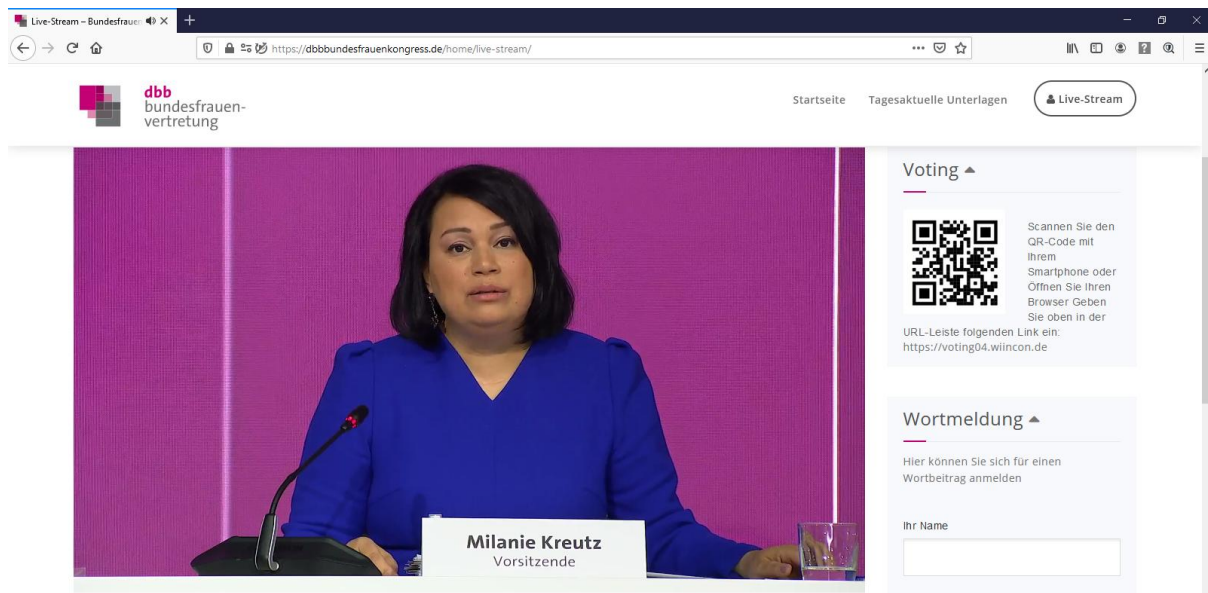 Live-Stream – Bundesfrauen
https://dbbbundesfrauenkongress.de/home/live-stream/
dbb
bundesfrauen-
vertretung
Startseite
Tagesaktuelle Unterlagen
Live-Stream
Milanie Kreutz
Vorsitzende
Voting
Scannen Sie den
QR-Code mit
Ihrem
Smartphone oder
Öffnen Sie Ihren
Browser Geben
Sie oben in der
URL-Leiste folgenden Link ein:
https://voting04.wiincon.de
Wortmeldung
Hier können Sie sich für einen
Wortbeitrag anmelden
Ihr Name